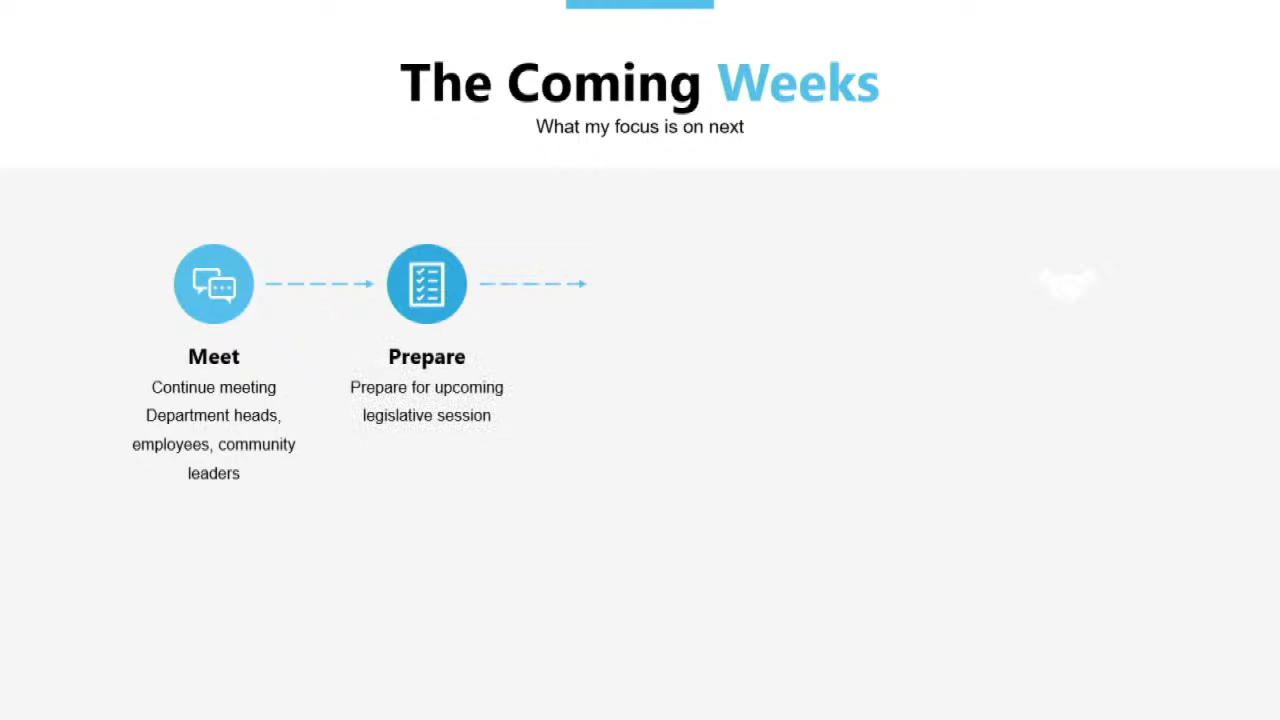 The Coming Weeks
What my focus is on next
Meet
Continue meeting
Department heads,
employees, community
leaders
Prepare
Prepare for upcoming
legislative session